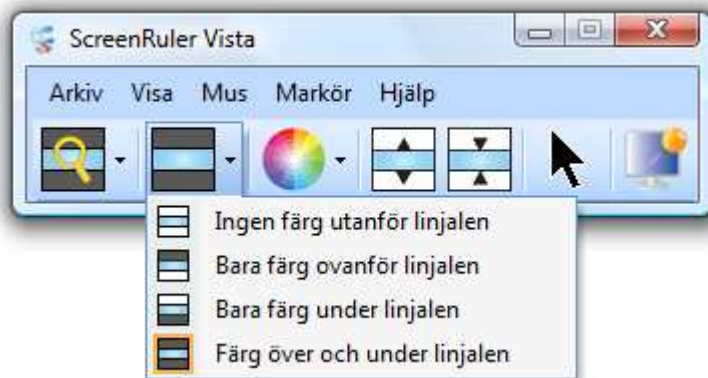 ScreenRuler Vista
Arkiv Visa Mus Markör Hjälp
Ingen färg utanför linjalen
Bara färg ovanför linjalen
Bara färg under linjalen
Färg över och under linjalen